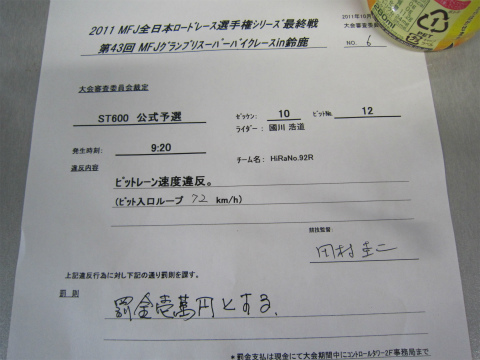 2011 MFJ全日本ﾛｰﾄﾞﾚｰｽ選手権ｼﾘｰｽﾞ最終戦
2011年10月
大会審査委
第43回 MFJｸﾞﾗﾝﾌﾟﾘｽｰﾊﾟｰﾊﾞｲｸﾚｰｽin鈴鹿
NO. 6
大会審査委員会裁定
ST600 公式予選
ｾﾞｯｹﾝ: 10 ﾋﾟｯﾄNo. 12
ライダー: 國川 浩道
発生時刻: 9:20
チーム名: HiRaNo.92R
違反内容
ﾋﾟｯﾄﾚｰﾝ速度違反。
(ﾋﾟｯﾄ入口ﾙｰﾌﾟ 72 km/h)
競技監督:
田村圭二
上記違反行為に対し下記の通り罰則を課す。
罰 則
罰金壱萬円とする、
*罰金支払は現金にて大会期間中にｺﾝﾄﾛｰﾙﾀﾜｰ2F事務局まで